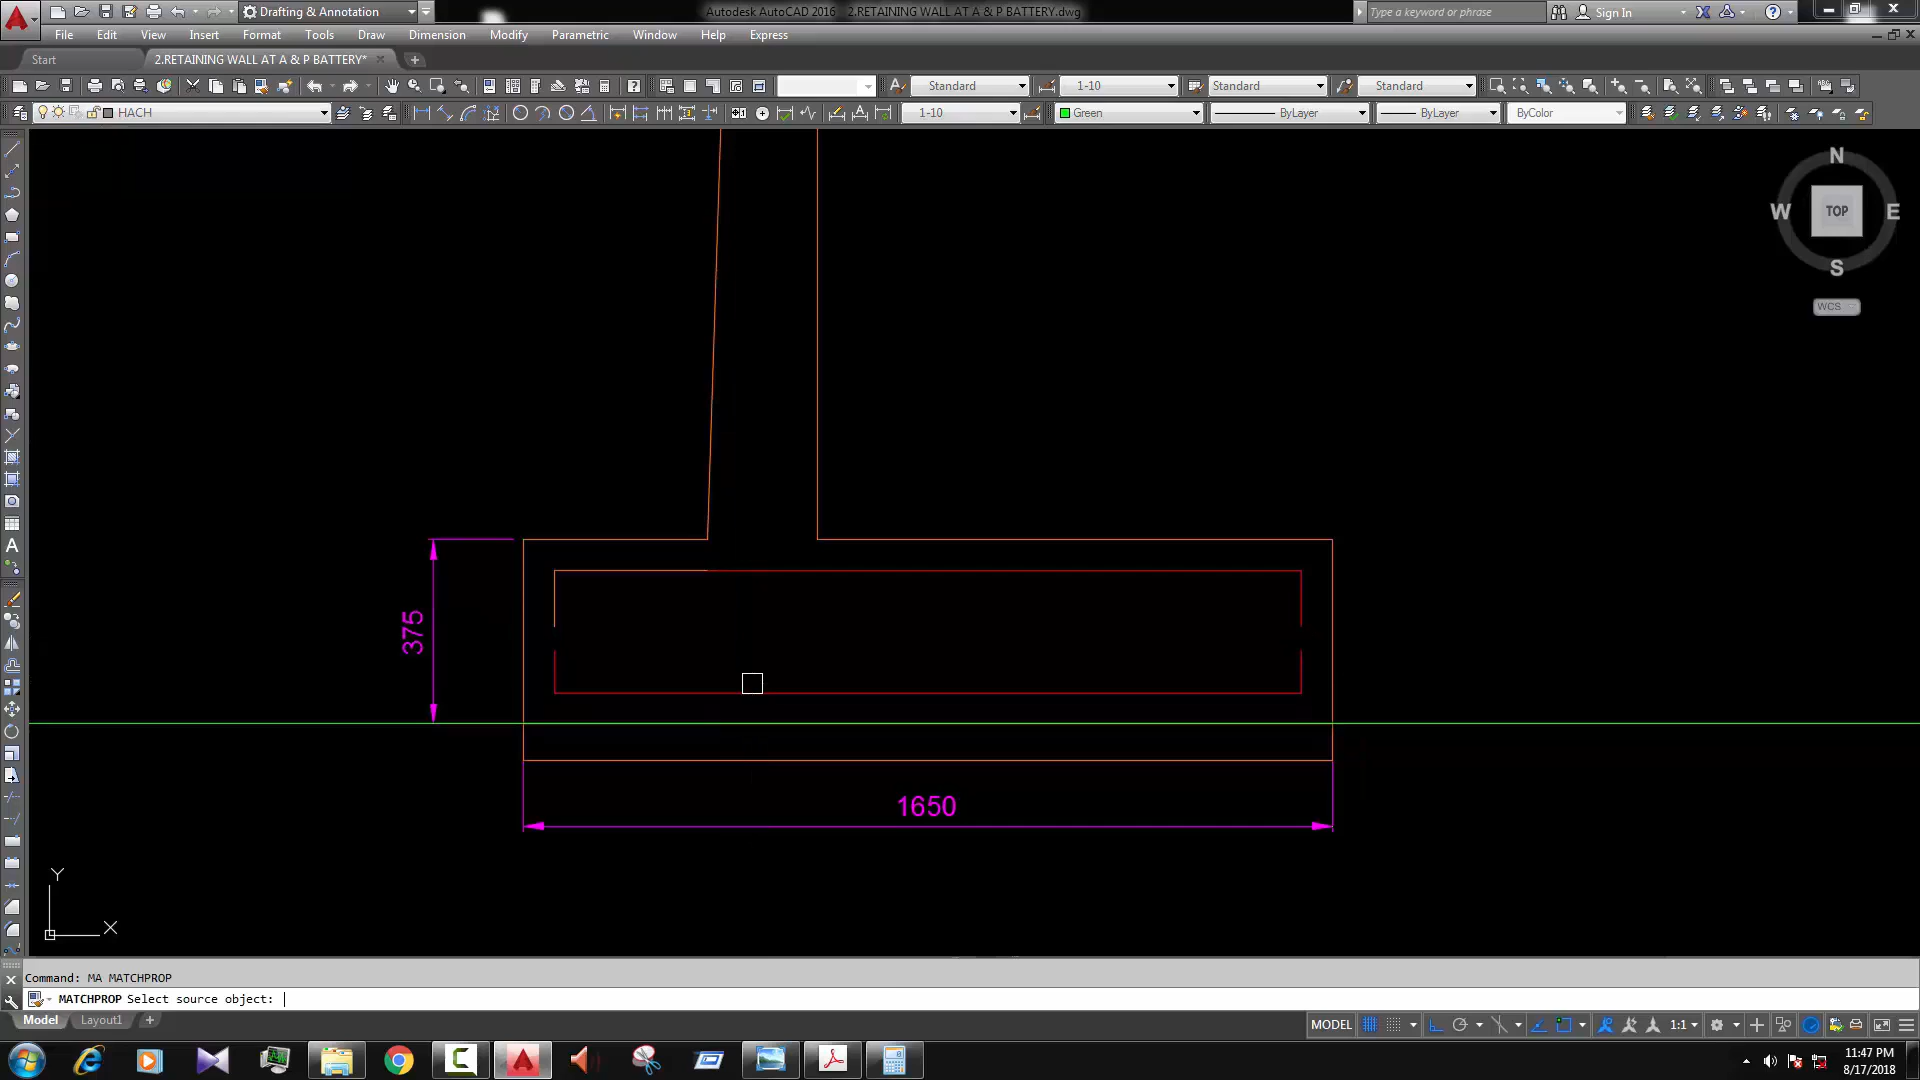 Drafting & Annotation
Autodesk AutoCAD 2016   2.RETAINING WALL AT A & P BATTERY.dwg
Type a keyword or phrase
Sign In
File Edit View Insert Format Tools Draw Dimension Modify Parametric Window Help Express
Start
2.RETAINING WALL AT A & P BATTERY*
Standard
1-10
Standard
Standard
HACH
1-10
Green
ByLayer
ByLayer
ByColor
N
W
TOP
E
S
WCS
375
1650
Y
X
Command: MA MATCHPROP
MATCHPROP Select source object:
Model
Layout1
MODEL
1:1
11:47 PM
8/17/2018